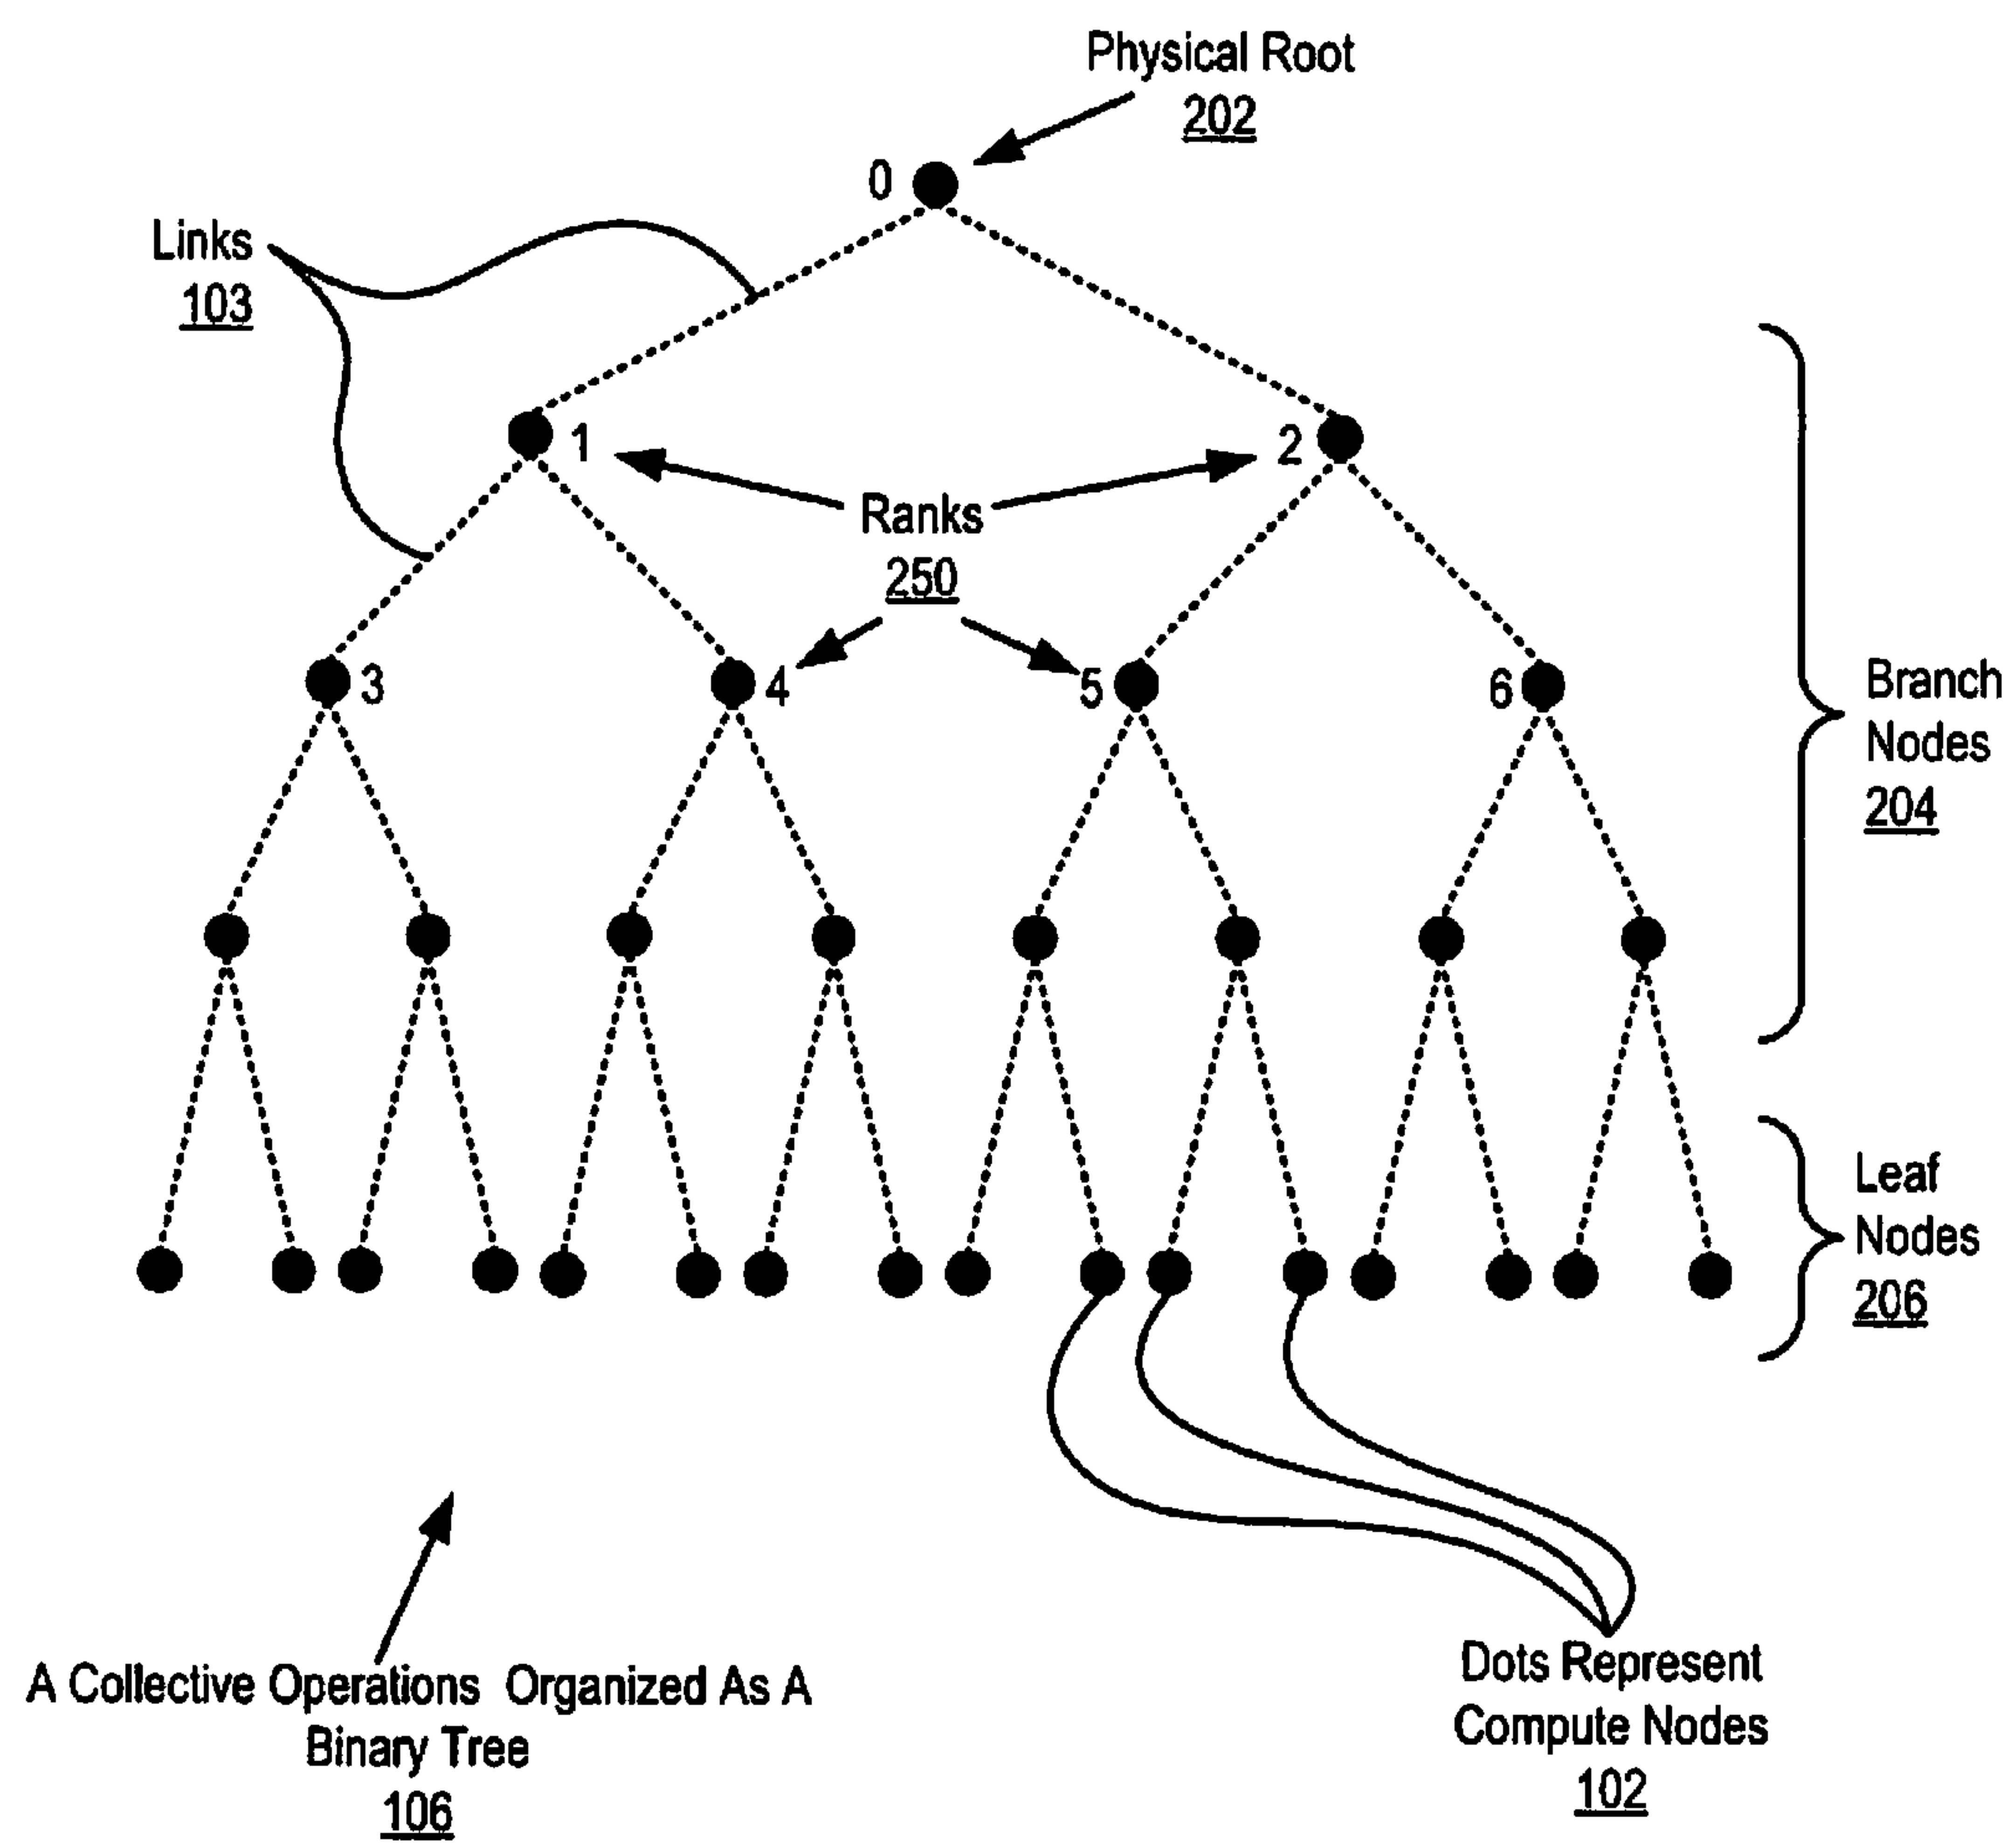 Physical Root
202
0
Links
103
1
2
Ranks
250
3
4
5
6
Branch
Nodes
204
Leaf
Nodes
206
A Collective Operations Organized As A
Binary Tree
106
Dots Represent
Compute Nodes
102